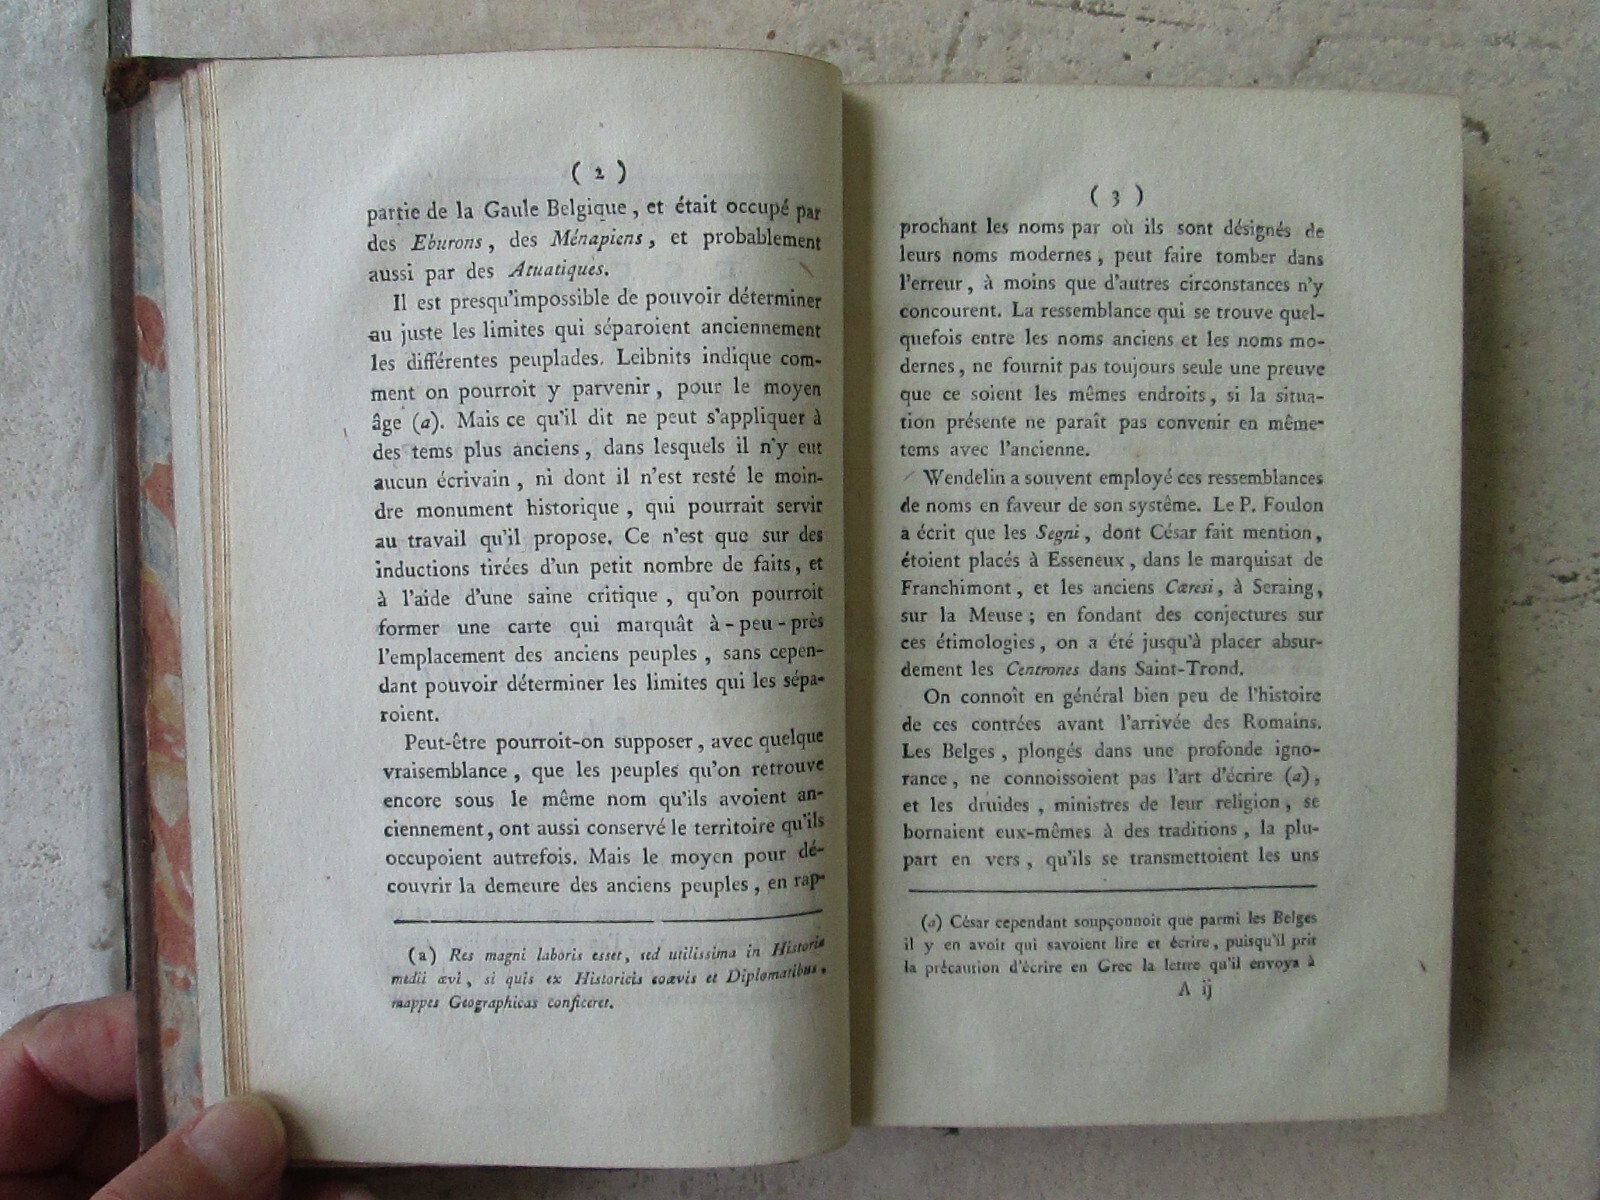 ( 2 )
partie de la Gaule Belgique , et était occupé par
des Eburons , des Ménapiens , et probablement
aussi par des Atuatiques.
Il est presqu'impossible de pouvoir déterminer
au juste les limites qui séparoient anciennement
les différentes peuplades. Leibnits indique com-
ment on pourroit y parvenir , pour le moyen
âge (a). Mais ce qu'il dit ne peut s'appliquer à
des tems plus anciens , dans lesquels il n'y eut
aucun écrivain , ni dont il n'est resté le moin-
dre monument historique , qui pourrait servir
au travail qu'il propose. Ce n'est que sur des
inductions tirées d'un petit nombre de faits , et
à l'aide d'une saine critique , qu'on pourroit
former une carte qui marquât à - peu - près
l'emplacement des anciens peuples , sans cepen-
dant pouvoir déterminer les limites qui les sépa-
roient.
Peut-être pourroit-on supposer , avec quelque
vraisemblance , que les peuples qu'on retrouve
encore sous le même nom qu'ils avoient an-
ciennement , ont aussi conservé le territoire qu'ils
occupoient autrefois. Mais le moyen pour dé-
couvrir la demeure des anciens peuples , en rap-
(a) Res magni laboris esset, sed utilissima in Historia
medii ævi , si quis ex Historicis coævis et Diplomatibus ,
mappes Geographicas conficeret.
( 3 )
prochant les noms par où ils sont désignés de
leurs noms modernes , peut faire tomber dans
l'erreur , à moins que d'autres circonstances n'y
concourent. La ressemblance qui se trouve quel-
quefois entre les noms anciens et les noms mo-
dernes , ne fournit pas toujours seule une preuve
que ce soient les mêmes endroits , si la situa-
tion présente ne paraît pas convenir en même-
tems avec l'ancienne.
Wendelin a souvent employé ces ressemblances
de noms en faveur de son systême. Le P. Foulon
a écrit que les Segni , dont César fait mention ,
étoient placés à Esseneux , dans le marquisat de
Franchimont , et les anciens Cæresi , à Seraing ,
sur la Meuse ; en fondant des conjectures sur
ces étimologies , on a été jusqu'à placer absur-
dement les Centrones dans Saint-Trond.
On connoît en général bien peu de l'histoire
de ces contrées avant l'arrivée des Romains.
Les Belges , plongés dans une profonde igno-
rance , ne connoissoient pas l'art d'écrire (a) ,
et les druides , ministres de leur religion , se
bornaient eux-mêmes à des traditions , la plu-
part en vers , qu'ils se transmettoient les uns
(a) César cependant soupçonnoit que parmi les Belges
il y en avoit qui savoient lire et écrire , puisqu'il prit
la précaution d'écrire en Grec la lettre qu'il envoya à
A ij